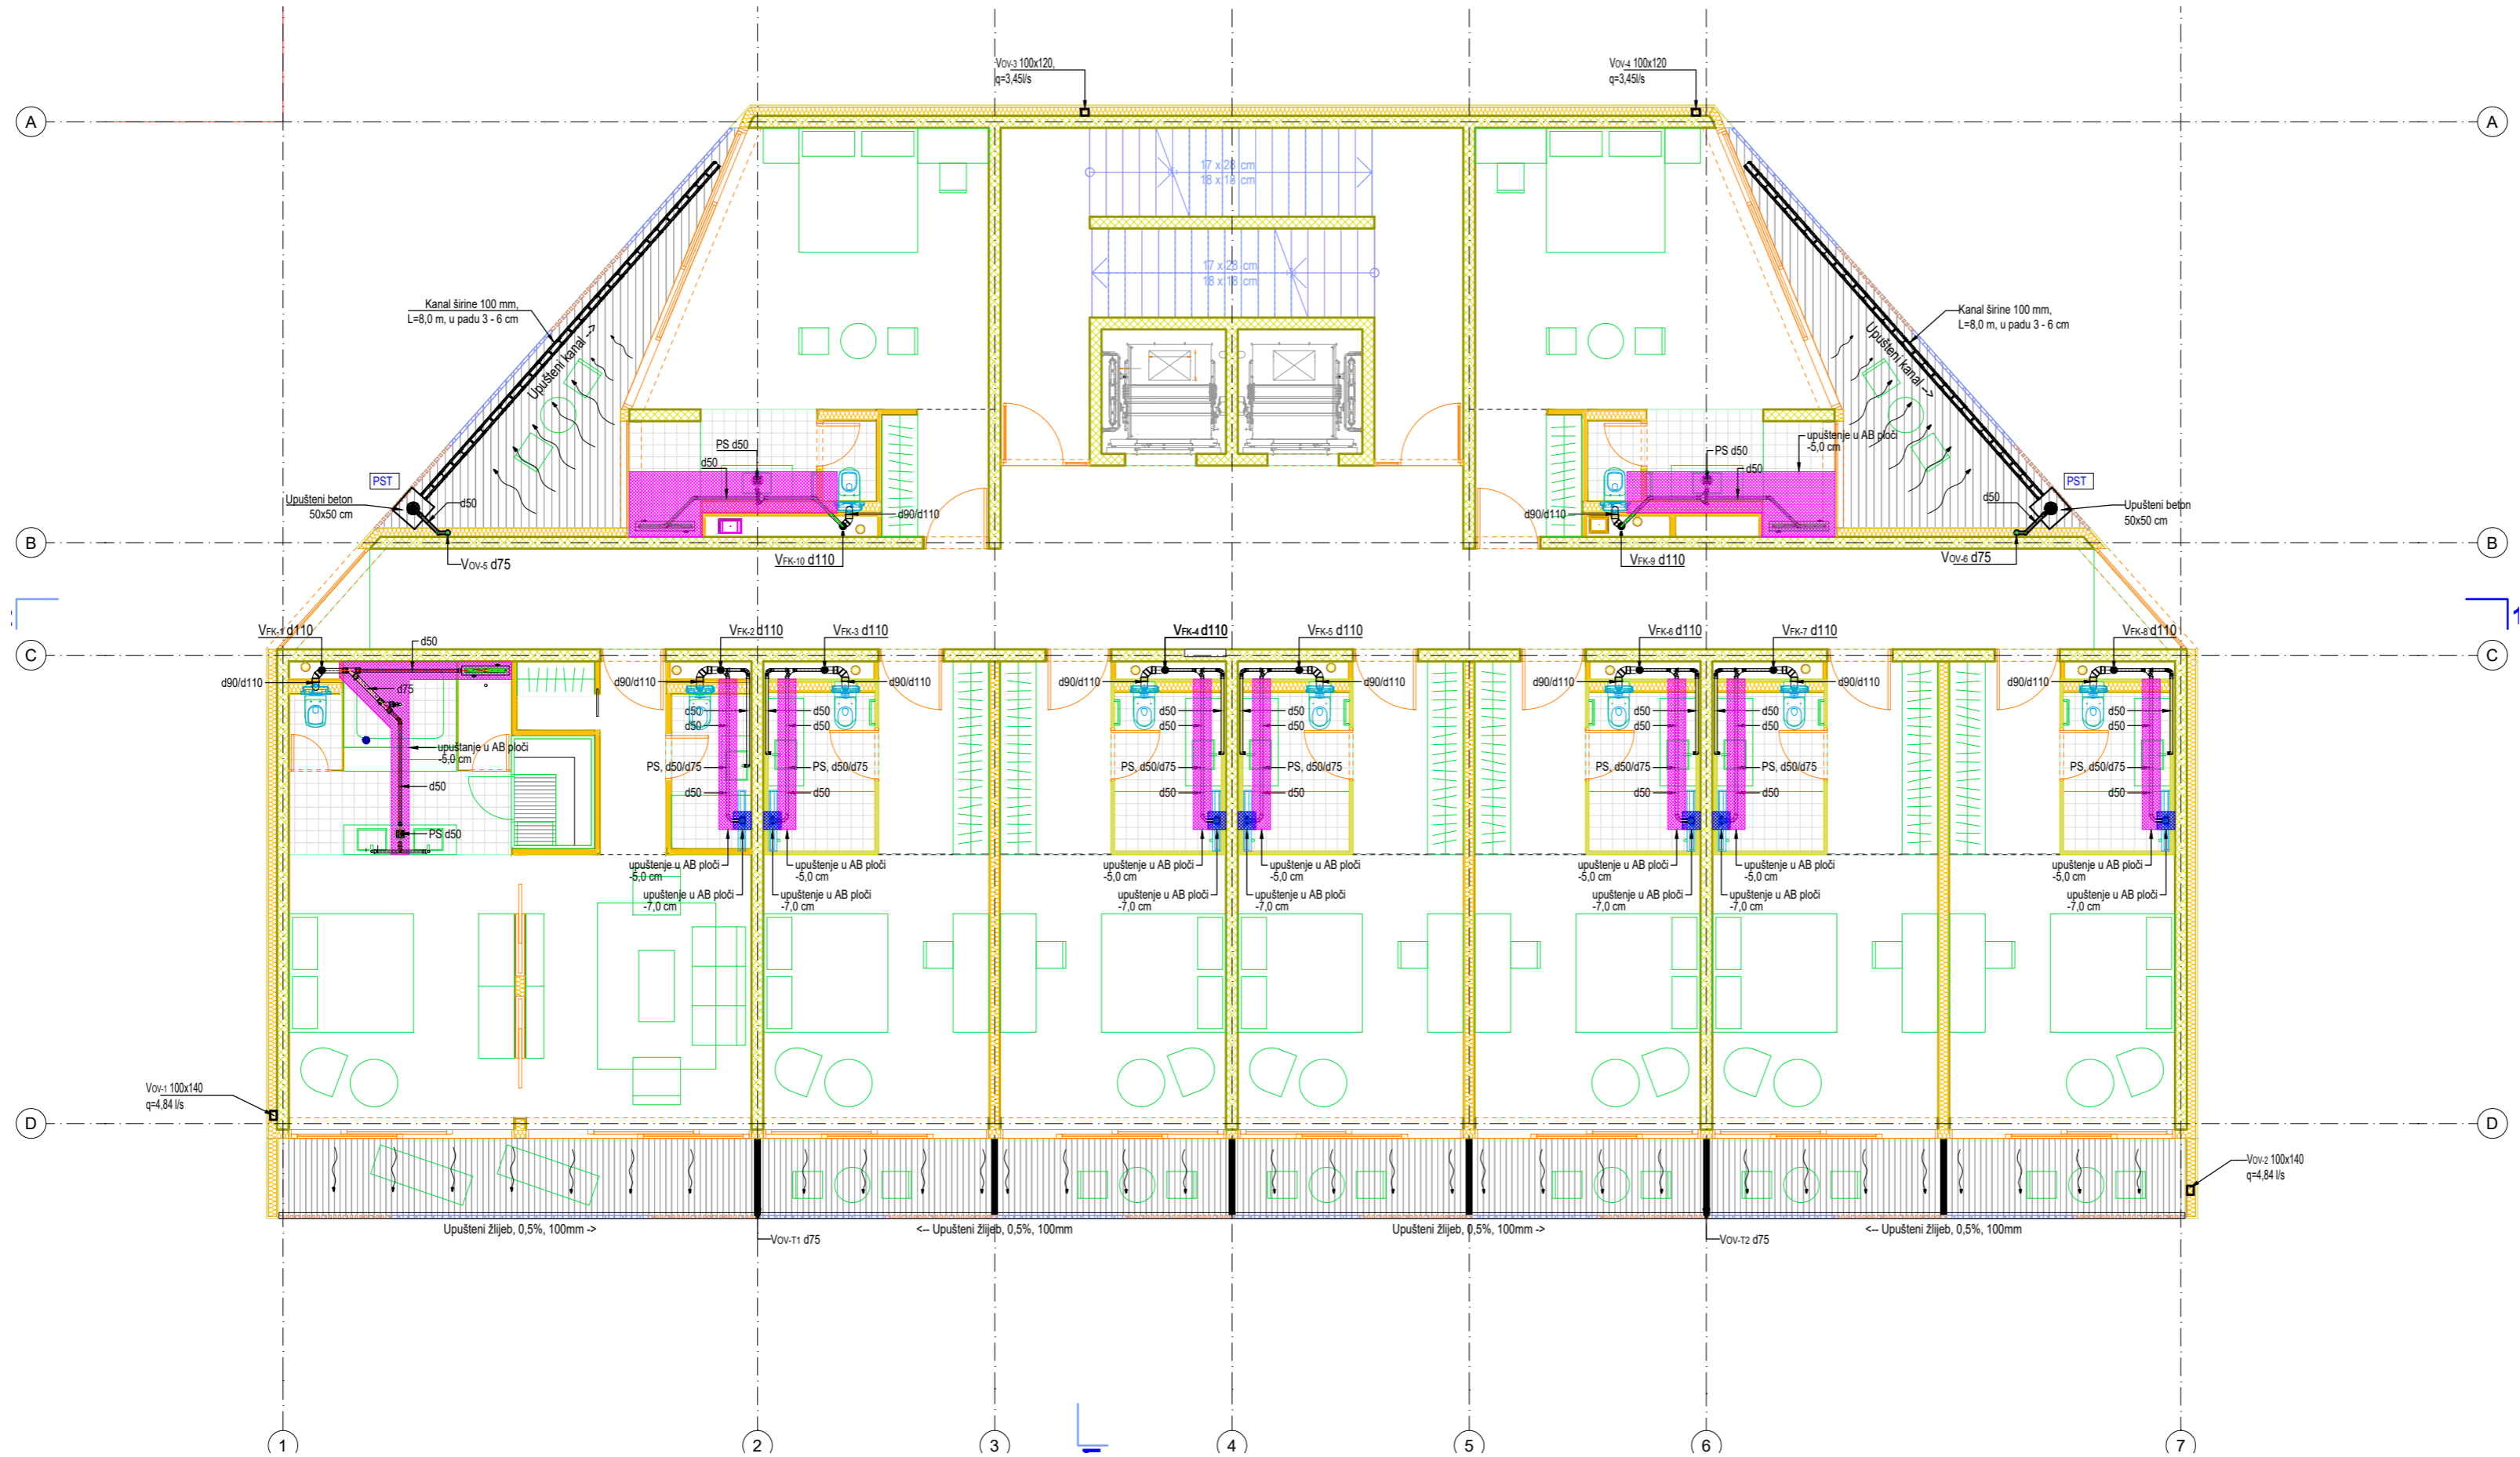 VOV-3 100x120,
q=3,45l/s
VOV-4 100x120
q=3,45l/s
A
A
17 x 28 cm
18 x 18 cm
17 x 28 cm
18 x 18 cm
Kanal širine 100 mm,
L=8,0 m, u padu 3 - 6 cm
Upušteni kanal -->
Kanal širine 100 mm,
L=8,0 m, u padu 3 - 6 cm
Upušteni kanal -->
PS d50
d50
upuštenje u AB ploči
-5,0 cm
PS d50
d50
PST
Upušteni beton
50x50 cm
d50
d90/d110
d90/d110
d50
PST
Upušteni beton
50x50 cm
B
B
VOV-5 d75
VFK-10 d110
VFK-9 d110
VOV-6 d75
1
VFK-1 d110
d50
VFK-2 d110
VFK-3 d110
VFK-4 d110
VFK-5 d110
VFK-6 d110
VFK-7 d110
VFK-8 d110
C
C
d90/d110
d75
d90/d110
d90/d110
d90/d110
d90/d110
d90/d110
d90/d110
d90/d110
d50
d50
d50
d50
d50
d50
d50
d50
d50
d50
d50
d50
d50
d50
upuštanje u AB ploči
-5,0 cm
PS, d50/d75
PS, d50/d75
PS, d50/d75
PS, d50/d75
PS, d50/d75
PS, d50/d75
PS, d50/d75
d50
d50
d50
d50
d50
d50
d50
d50
PS d50
upuštenje u AB ploči
-5,0 cm
upuštenje u AB ploči
-5,0 cm
upuštenje u AB ploči
-5,0 cm
upuštenje u AB ploči
-5,0 cm
upuštenje u AB ploči
-5,0 cm
upuštenje u AB ploči
-5,0 cm
upuštenje u AB ploči
-5,0 cm
upuštenje u AB ploči
-7,0 cm
upuštenje u AB ploči
-7,0 cm
upuštenje u AB ploči
-7,0 cm
upuštenje u AB ploči
-7,0 cm
upuštenje u AB ploči
-7,0 cm
upuštenje u AB ploči
-7,0 cm
upuštenje u AB ploči
-7,0 cm
VOV-1 100x140
q=4,84 l/s
D
D
VOV-2 100x140
q=4,84 l/s
Upušteni žlijeb, 0,5%, 100mm ->
<-- Upušteni žlijeb, 0,5%, 100mm
Upušteni žlijeb, 0,5%, 100mm ->
<-- Upušteni žlijeb, 0,5%, 100mm
VOV-T1 d75
VOV-T2 d75
1
2
3
4
5
6
7